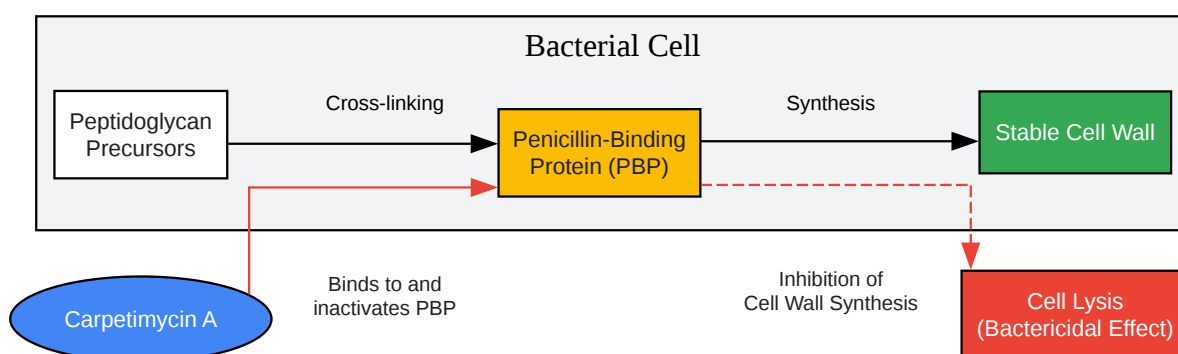 Bacterial Cell
Cross-linking
Synthesis
Peptidoglycan
Precursors
Penicillin-Binding
Protein (PBP)
Stable Cell Wall
Binds to and
inactivates PBP
Inhibition of
Cell Wall Synthesis
Carpetimycin A
Cell Lysis
(Bactericidal Effect)